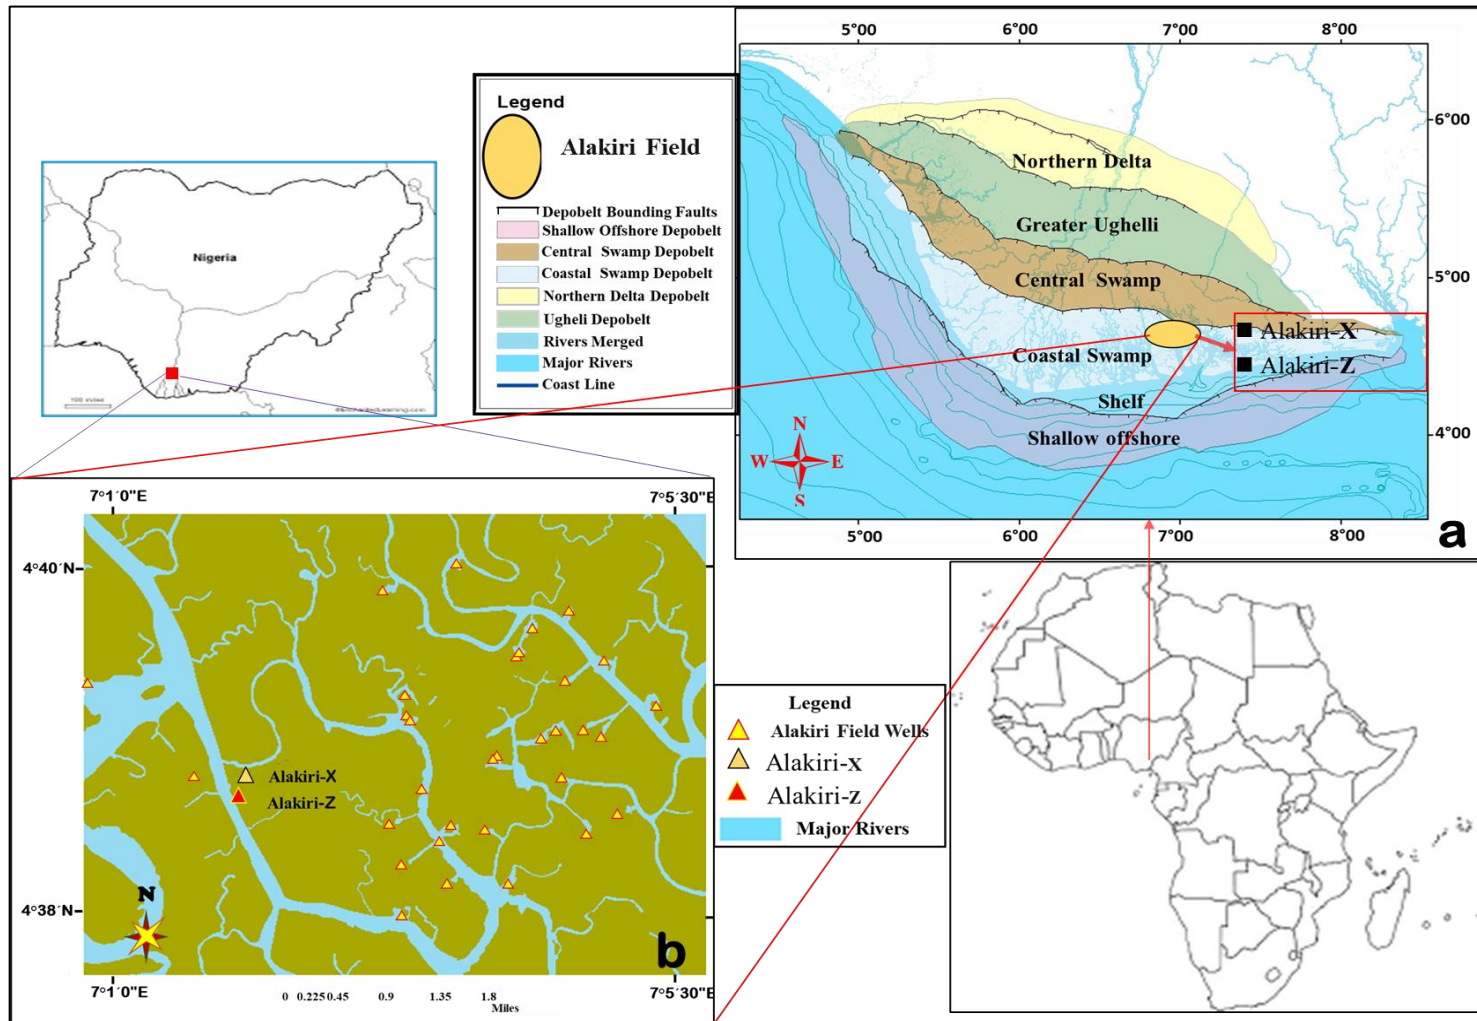 Nigeria
100 miles
©EnchantedLearning.com
Legend
Alakiri Field
Depobelt Bounding Faults
Shallow Offshore Depobelt
Central Swamp Depobelt
Coastal Swamp Depobelt
Northern Delta Depobelt
Ugheli Depobelt
Rivers Merged
Major Rivers
Coast Line
5°00 6°00 7°00 8°00
6°00
5°00
4°00
Northern Delta
Greater Ughelli
Central Swamp
Coastal Swamp
Shelf
Shallow offshore
Alakiri-X
Alakiri-Z
N
W E
S
5°00 6°00 7°00 8°00
a
7°1'0"E 7°5'30"E
4°40'N
4°38'N
Alakiri-X
Alakiri-Z
N
b
7°1'0"E 7°5'30"E
0 0.225 0.45 0.9 1.35 1.8
Miles
Legend
Alakiri Field Wells
Alakiri-X
Alakiri-Z
Major Rivers